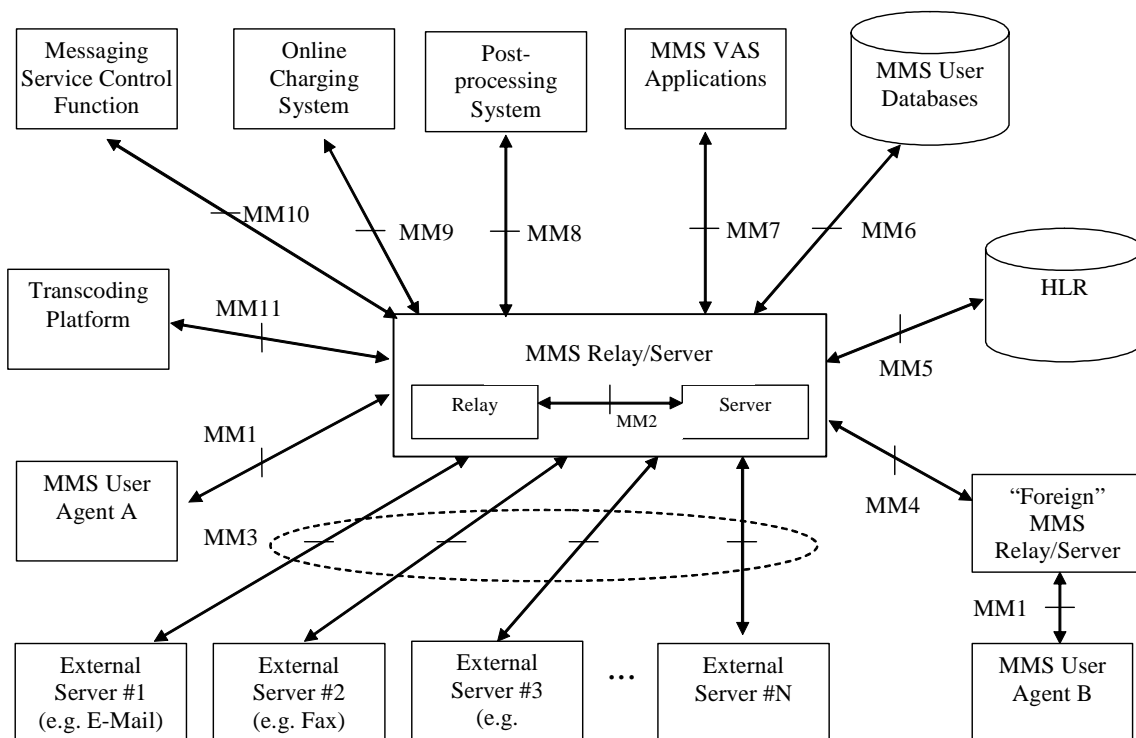 Messaging
Service Control
Function
Online
Charging
System
Post-
processing
System
MMS VAS
Applications
MMS User
Databases
MM10
MM9
MM8
MM7
MM6
Transcoding
Platform
MM11
HLR
MMS Relay/Server
MM5
Relay
MM2
Server
MM1
MMS User
Agent A
MM3
MM4
“Foreign”
MMS
Relay/Server
MM1
External
Server #1
(e.g. E-Mail)
External
Server #2
(e.g. Fax)
External
Server #3
(e.g.
...
External
Server #N
MMS User
Agent B